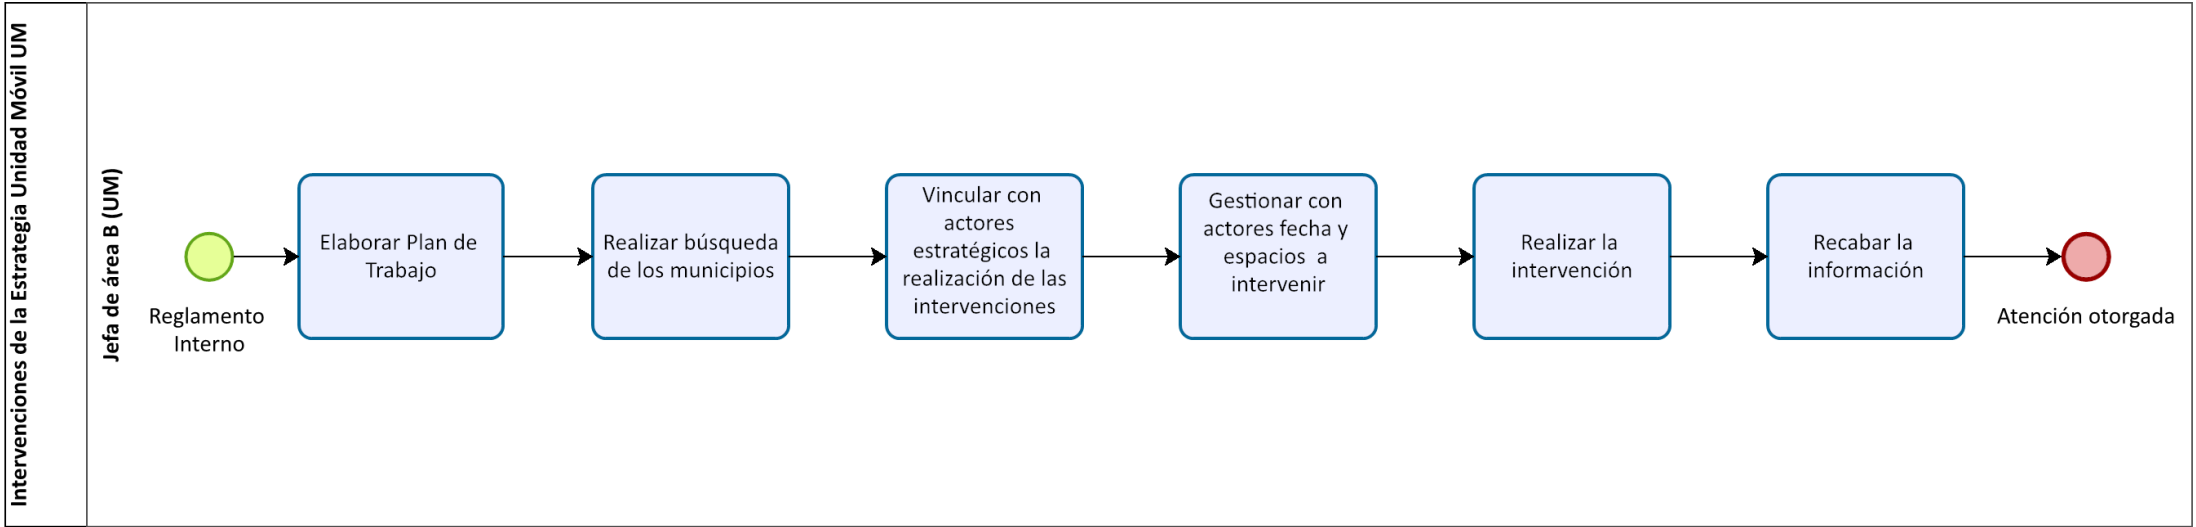 Intervenciones de la Estrategia Unidad Móvil UM
Jefa de área B (UM)
Reglamento
Interno
Elaborar Plan de
Trabajo
Realizar búsqueda
de los municipios
Vincular con
actores
estratégicos la
realización de las
intervenciones
Gestionar con
actores fecha y
espacios a
intervenir
Realizar la
intervención
Recabar la
información
Atención otorgada